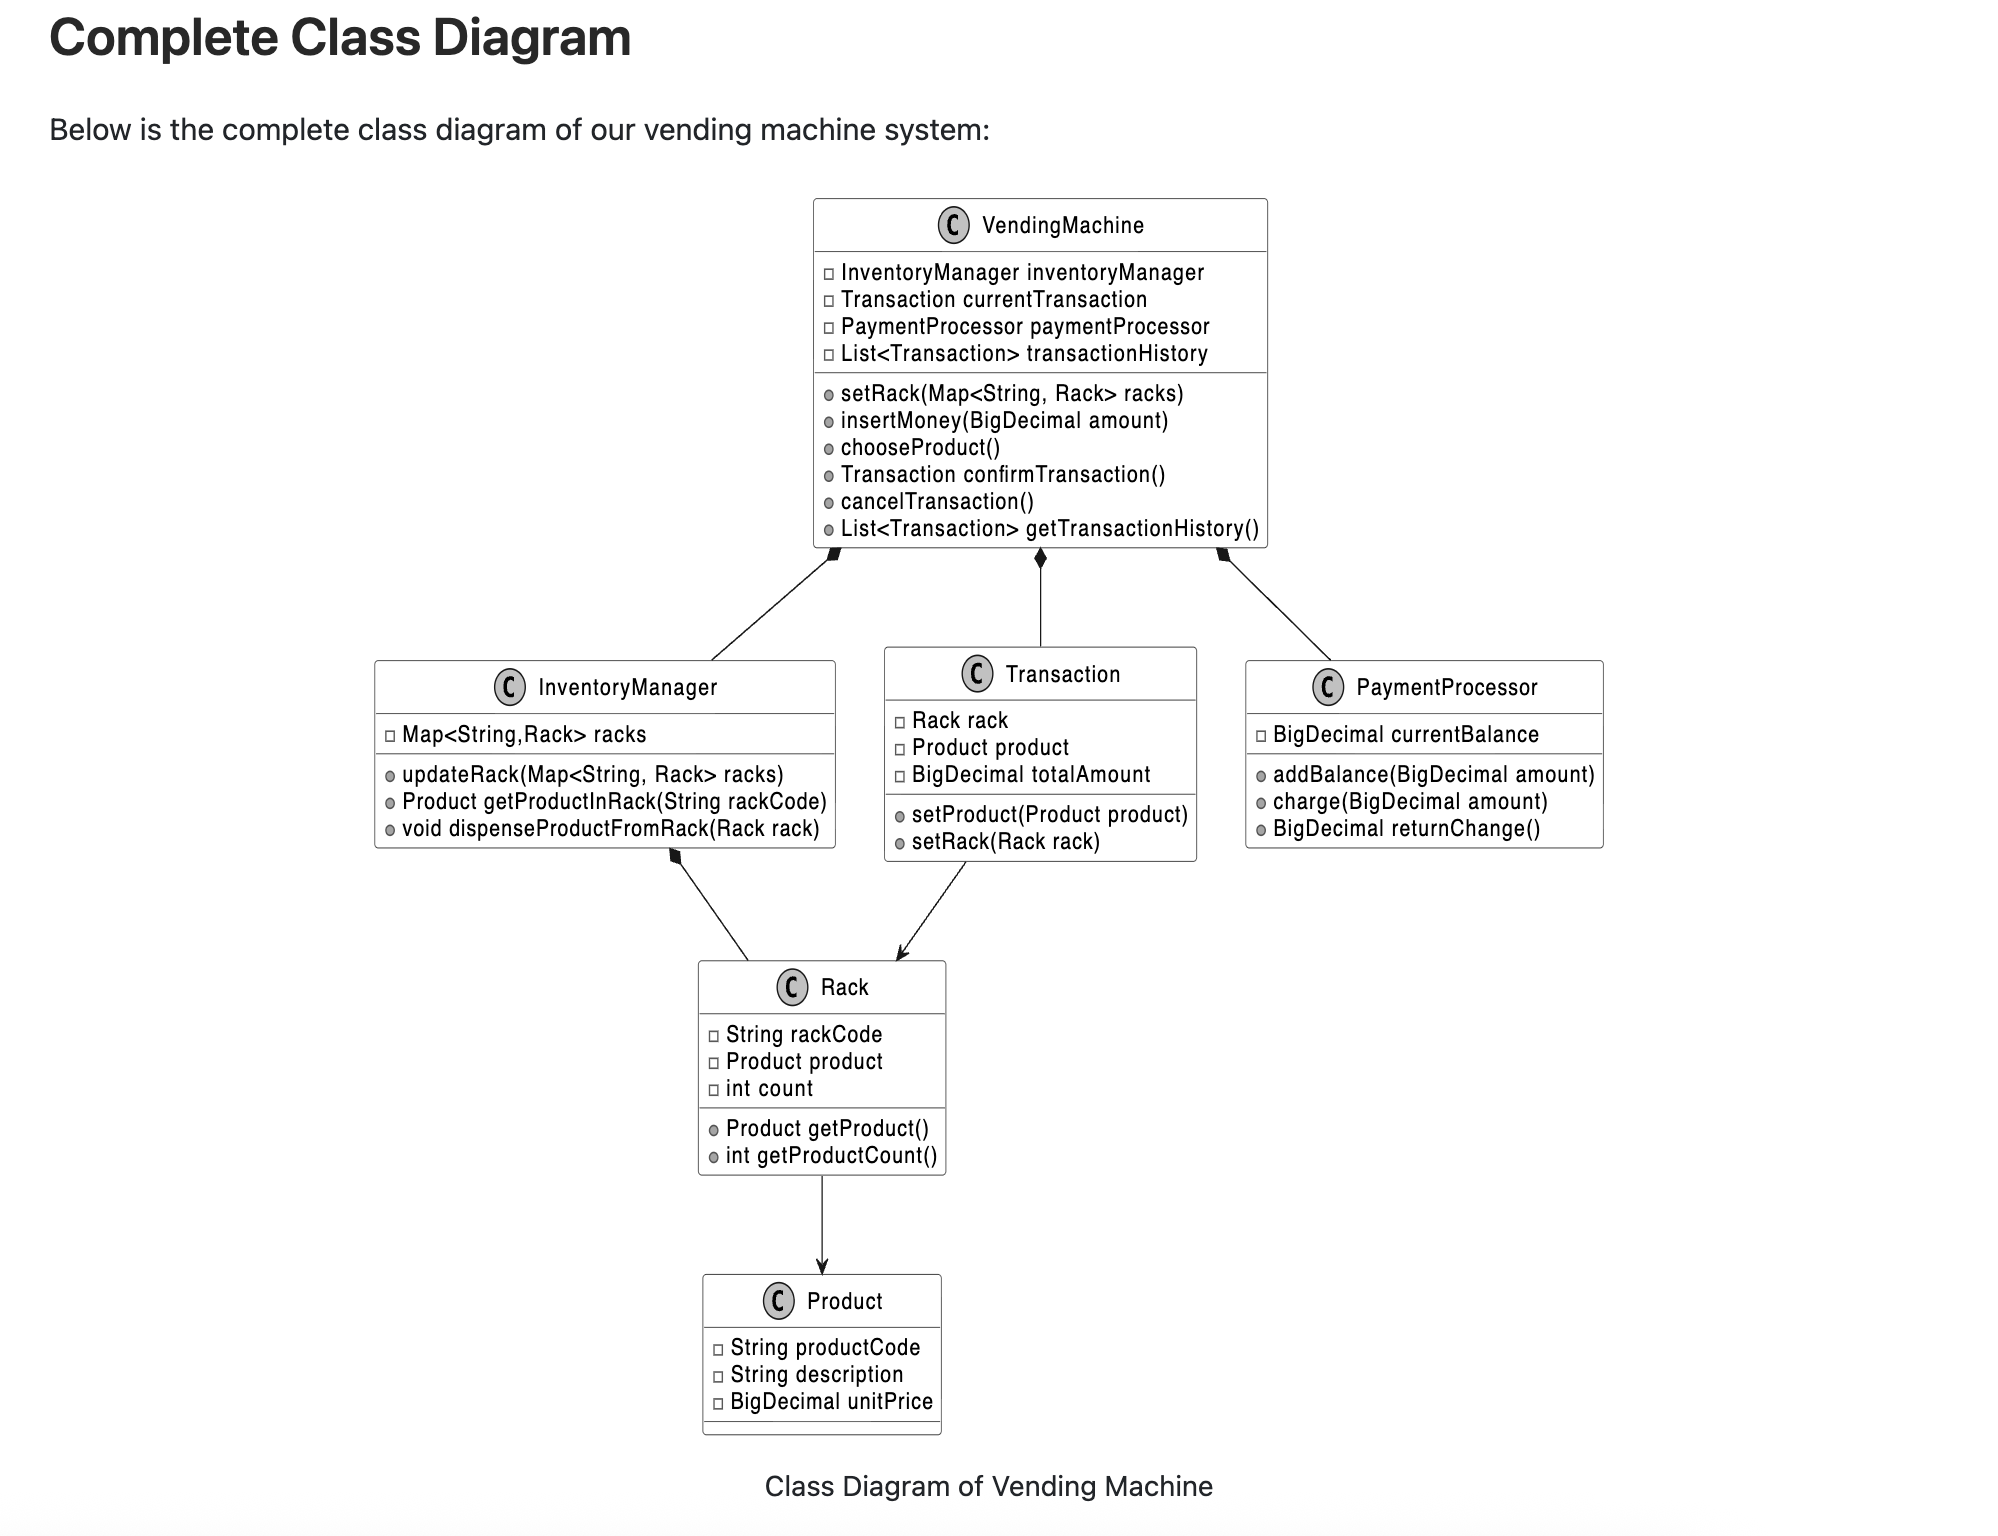 Complete Class Diagram
Below is the complete class diagram of our vending machine system:
C VendingMachine
InventoryManager inventoryManager
Transaction currentTransaction
PaymentProcessor paymentProcessor
List<Transaction> transactionHistory
setRack(Map<String, Rack> racks)
insertMoney(BigDecimal amount)
chooseProduct()
Transaction confirmTransaction()
cancelTransaction()
List<Transaction> getTransactionHistory()
C InventoryManager
Map<String,Rack> racks
updateRack(Map<String, Rack> racks)
Product getProductInRack(String rackCode)
void dispenseProductFromRack(Rack rack)
C Transaction
Rack rack
Product product
BigDecimal totalAmount
setProduct(Product product)
setRack(Rack rack)
C PaymentProcessor
BigDecimal currentBalance
addBalance(BigDecimal amount)
charge(BigDecimal amount)
BigDecimal returnChange()
C Rack
String rackCode
Product product
int count
Product getProduct()
int getProductCount()
C Product
String productCode
String description
BigDecimal unitPrice
Class Diagram of Vending Machine